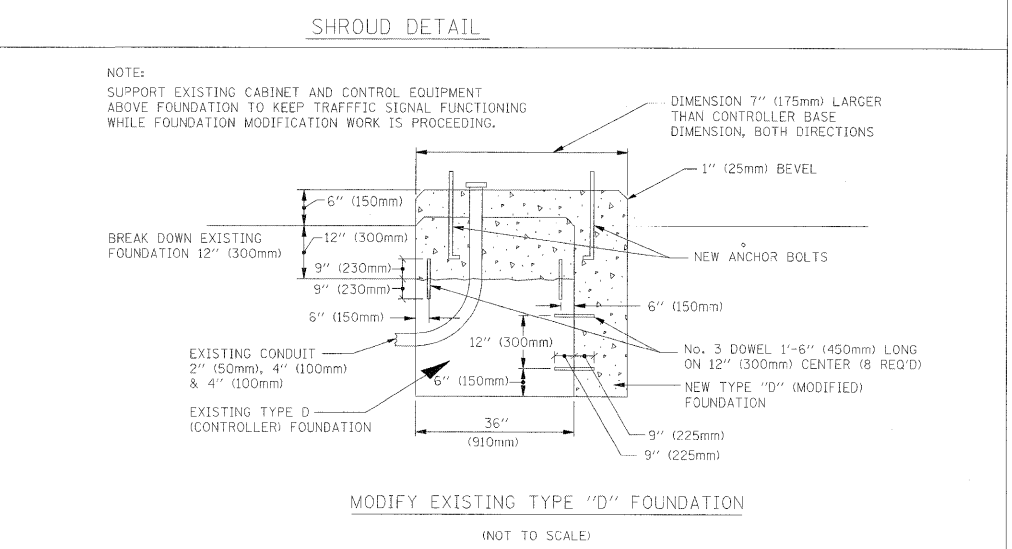 SHROUD DETAIL
NOTE:
SUPPORT EXISTING CABINET AND CONTROL EQUIPMENT
ABOVE FOUNDATION TO KEEP TRAFFFIC SIGNAL FUNCTIONING
WHILE FOUNDATION MODIFICATION WORK IS PROCEEDING.
DIMENSION 7'' (175mm) LARGER
THAN CONTROLLER BASE
DIMENSION, BOTH DIRECTIONS
1'' (25mm) BEVEL
6'' (150mm)
BREAK DOWN EXISTING
FOUNDATION 12'' (300mm)
12'' (300mm)
9'' (230mm)
9'' (230mm)
6'' (150mm)
NEW ANCHOR BOLTS
6'' (150mm)
12'' (300mm)
6'' (150mm)
EXISTING CONDUIT
2'' (50mm), 4'' (100mm)
& 4'' (100mm)
No. 3 DOWEL 1'-6'' (450mm) LONG
ON 12'' (300mm) CENTER (8 REQ'D)
NEW TYPE "D" (MODIFIED)
FOUNDATION
EXISTING TYPE D
(CONTROLLER) FOUNDATION
36''
(910mm)
9'' (225mm)
9'' (225mm)
MODIFY EXISTING TYPE "D" FOUNDATION
(NOT TO SCALE)